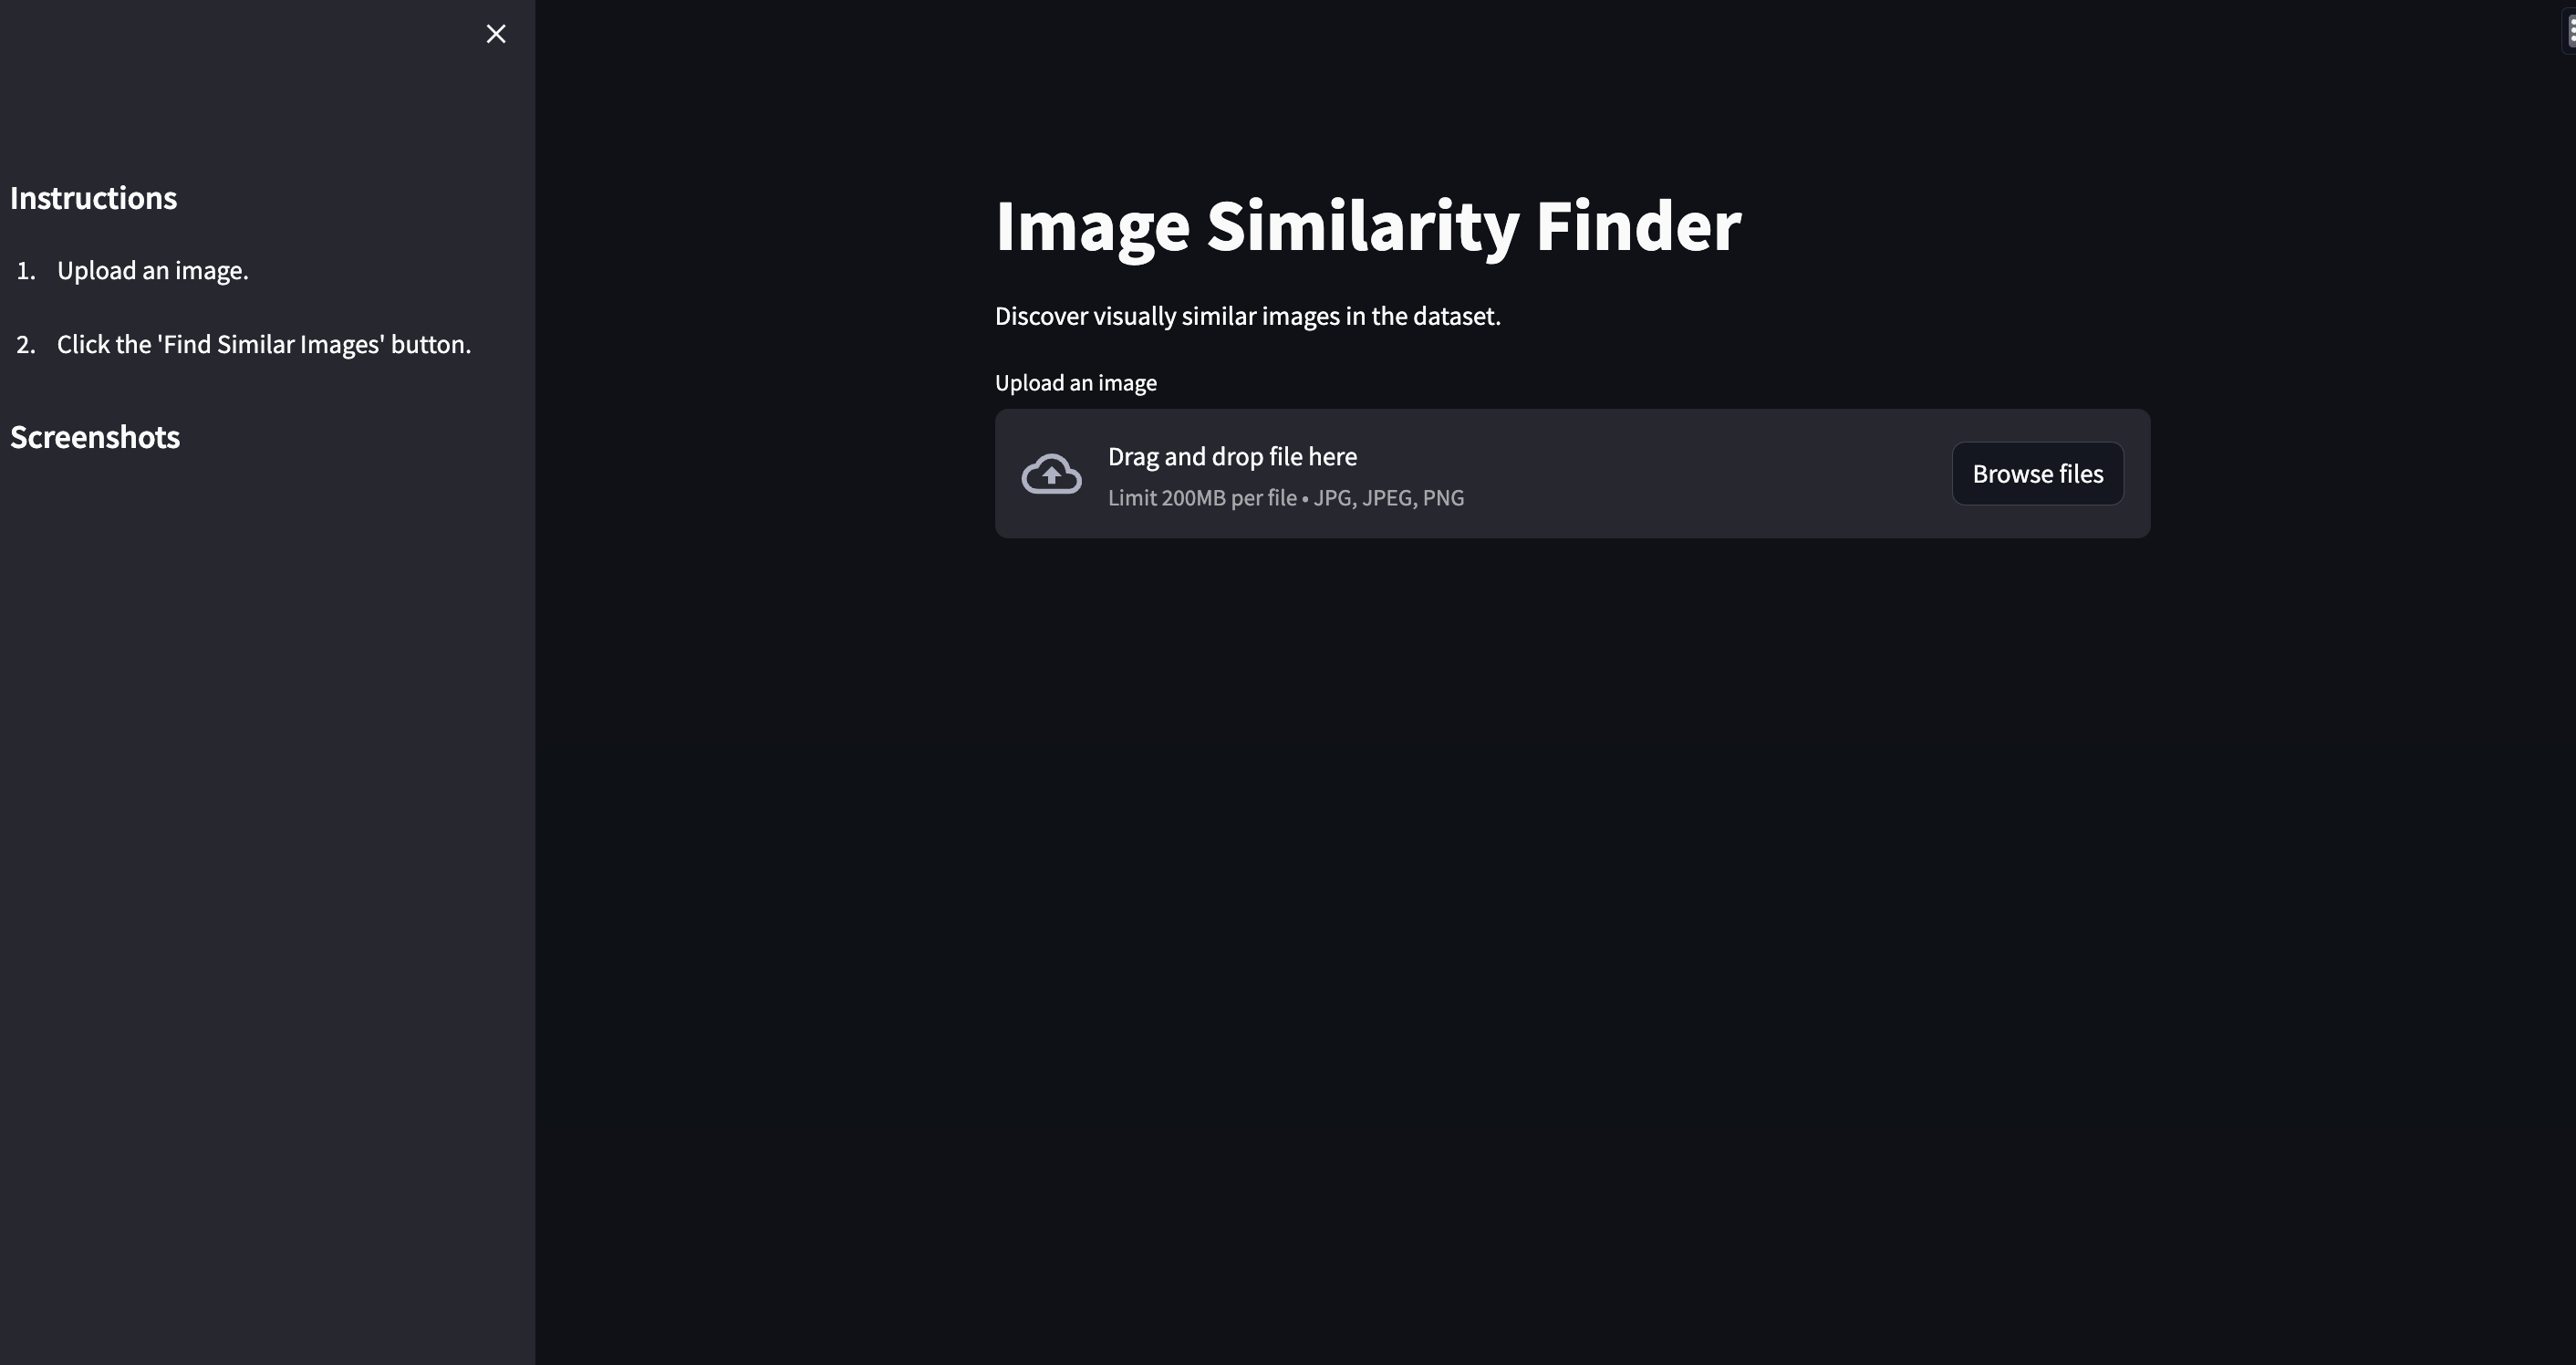 Instructions
1. Upload an image.
2. Click the 'Find Similar Images' button.
Screenshots
Image Similarity Finder
Discover visually similar images in the dataset.
Upload an image
Drag and drop file here
Limit 200MB per file • JPG, JPEG, PNG
Browse files